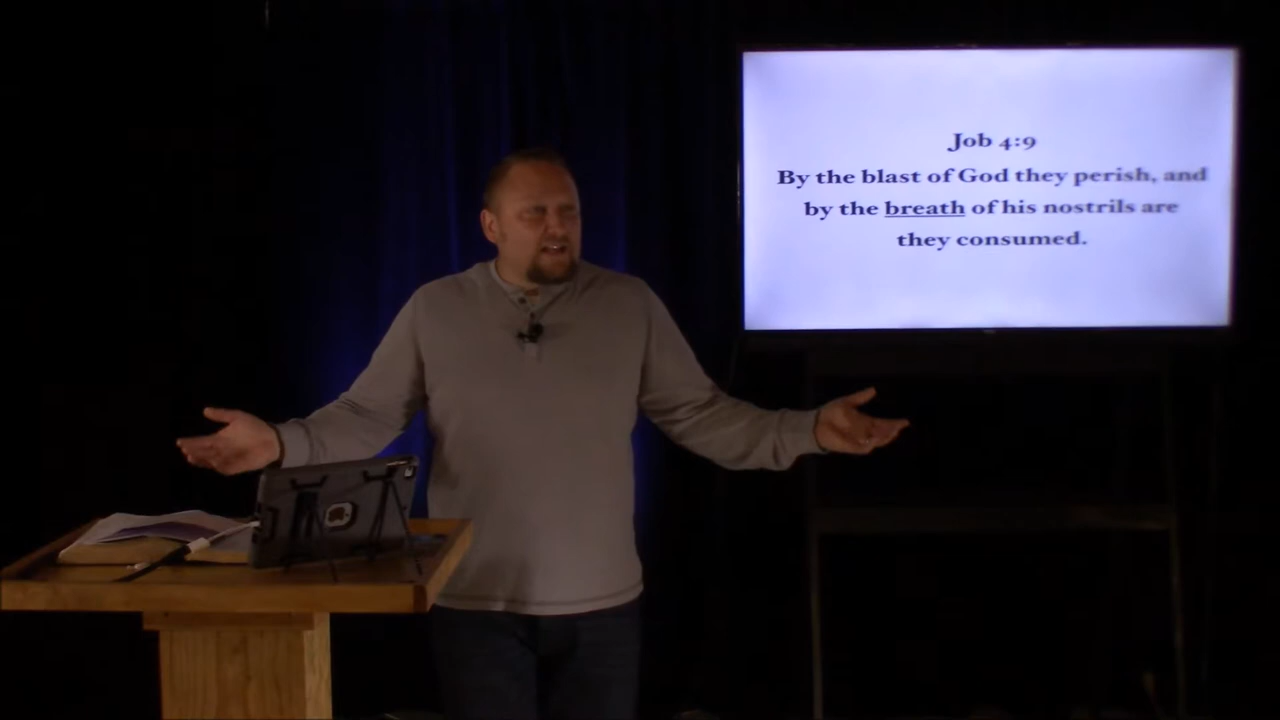 Job 4:9
By the blast of God they perish, and
by the breath of his nostrils are
they consumed.